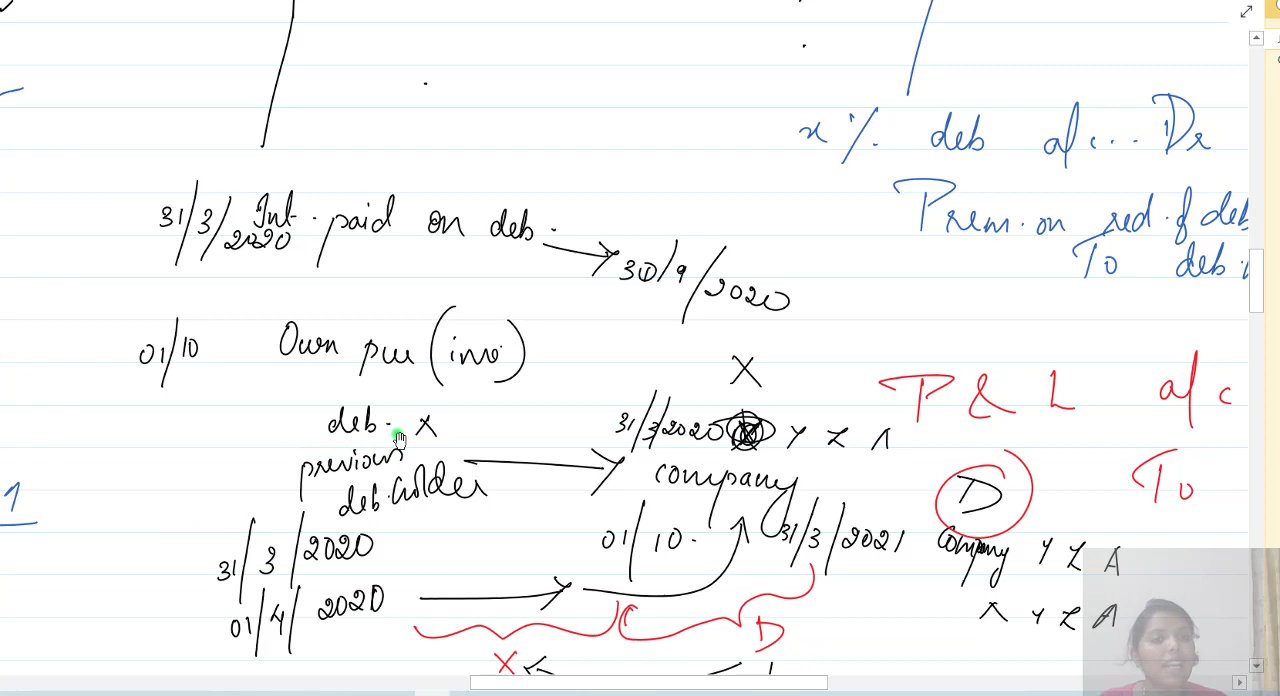 x % deb a/c... Dr
Prem. on red. of deb
To deb.
31/3/2020 Int. paid on deb. → 30/9/2020
01/10 Own pur (inv.)
X
deb. X 31/3/2020 Y Z A
previous deb. holder → company
P & L a/c
D To
1
31/3/2020
01/10. 31/3/2021 Company Y Z A
01/4/2020
X Y Z A
D
X